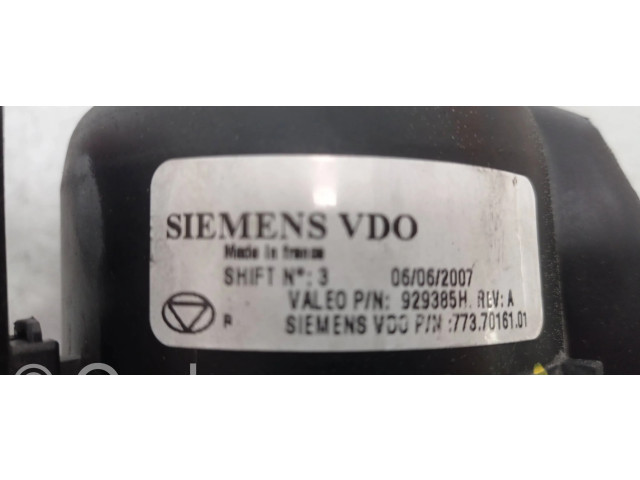 SIEMENS VDO
Made in france
SHIFT N°: 3 06/06/2007
VALEO P/N: 929385H. REV: A
R SIEMENS VDO P/N :773.70161.01